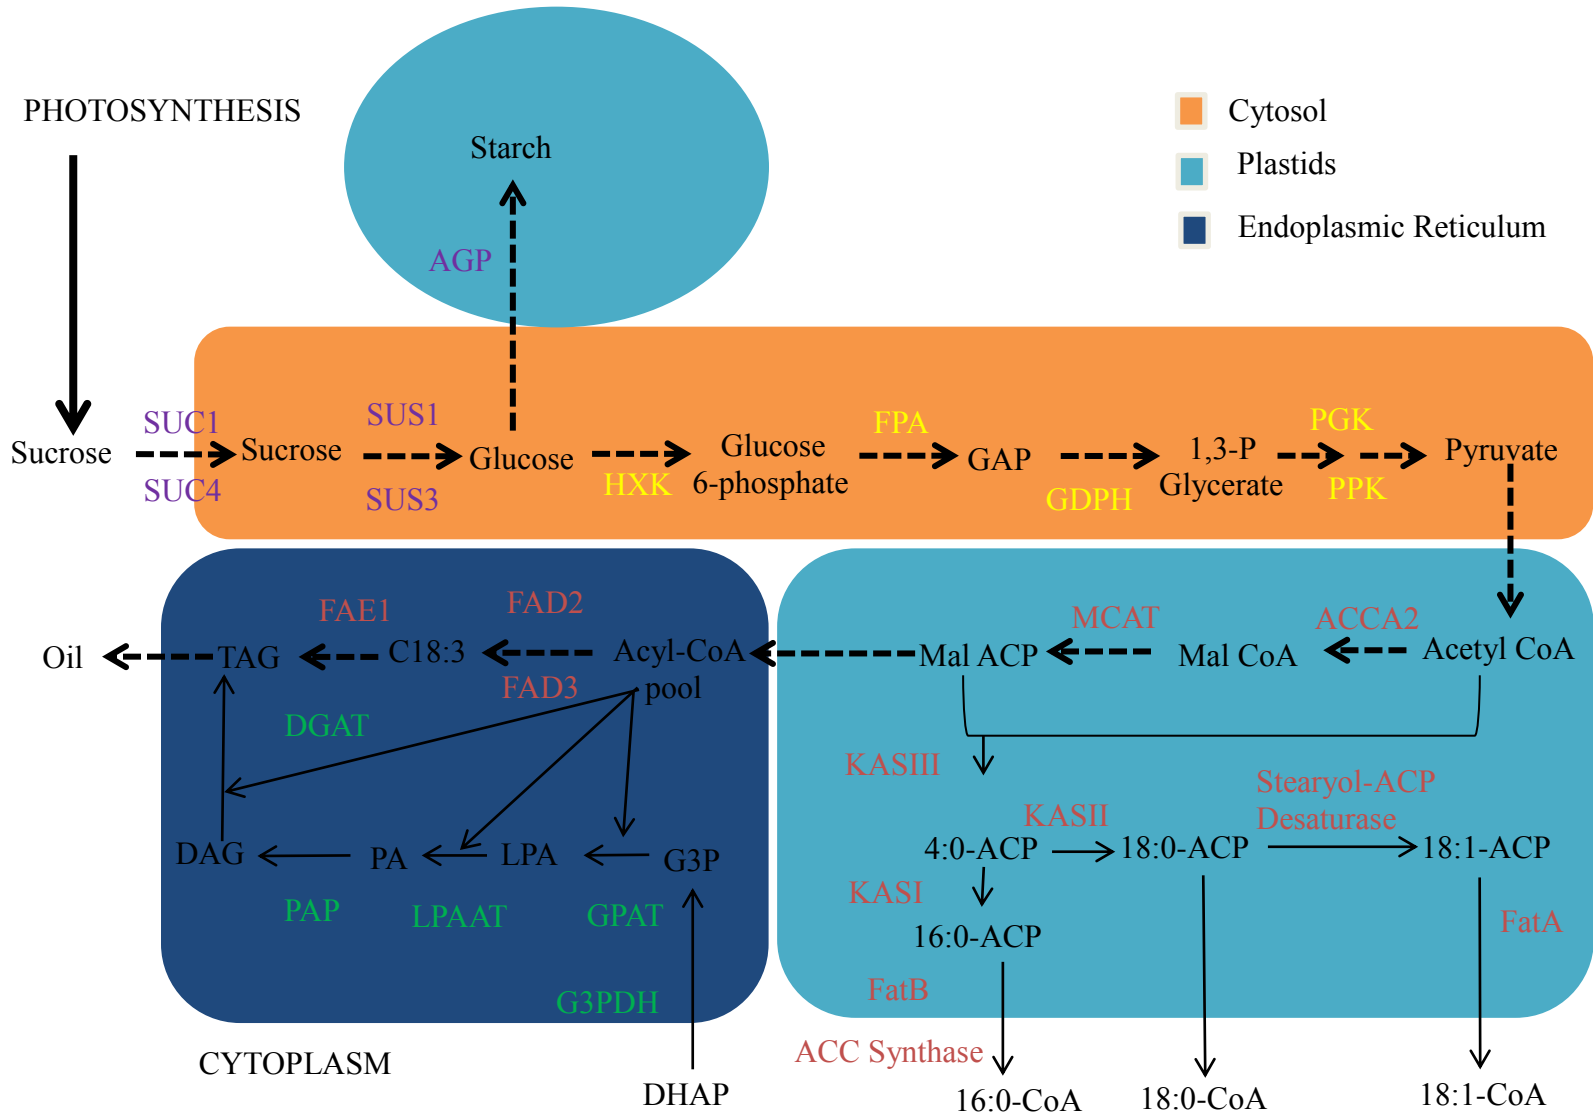 PHOTOSYNTHESIS
Starch
AGP
Cytosol
Plastids
Endoplasmic Reticulum
Sucrose
SUC1
SUC4
Sucrose
SUS1
SUS3
Glucose
HXK
Glucose
6-phosphate
FPA
GAP
GDPH
1,3-P
Glycerate
PGK
PPK
Pyruvate
Oil
TAG
FAE1
C18:3
FAD2
FAD3
Acyl-CoA
pool
Mal ACP
MCAT
Mal CoA
ACCA2
Acetyl CoA
DGAT
DAG
PA
LPA
G3P
PAP
LPAAT
GPAT
G3PDH
KASIII
4:0-ACP
KASII
18:0-ACP
Stearyol-ACP
Desaturase
18:1-ACP
KASI
16:0-ACP
FatB
FatA
CYTOPLASM
DHAP
ACC Synthase
16:0-CoA
18:0-CoA
18:1-CoA